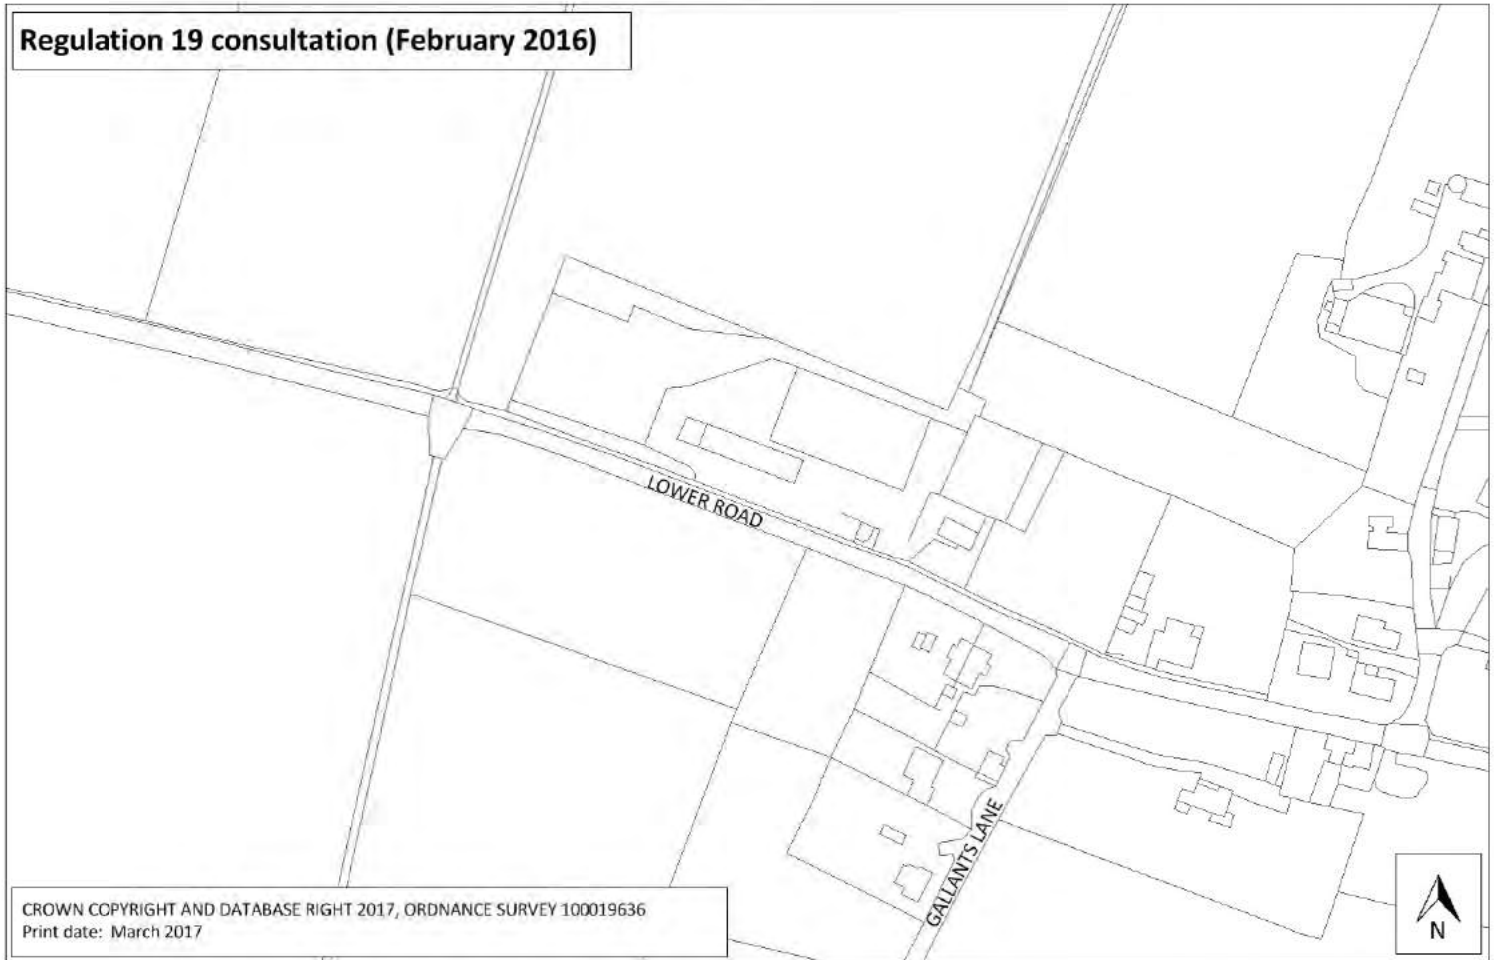 Regulation 19 consultation (February 2016)
LOWER ROAD
GALLANTS LANE
CROWN COPYRIGHT AND DATABASE RIGHT 2017, ORDNANCE SURVEY 100019636
Print date: March 2017
N